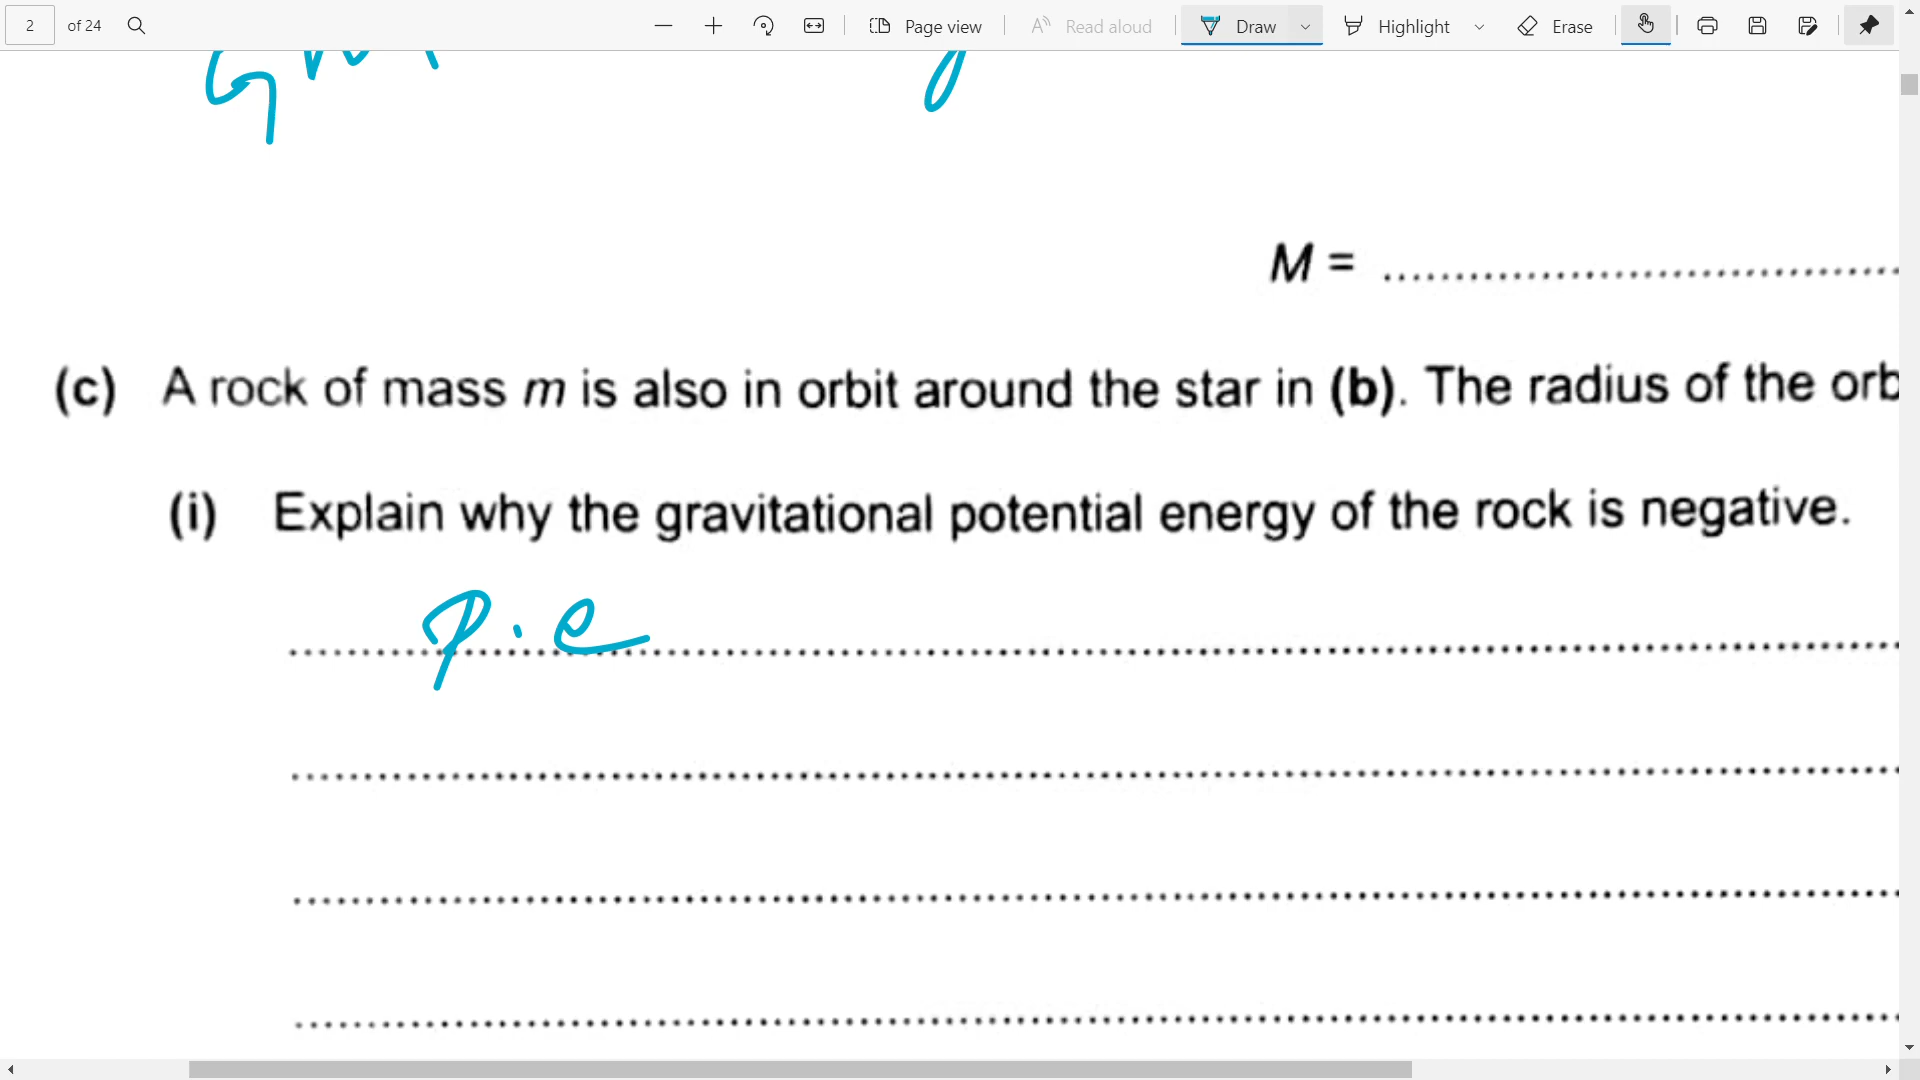 2 of 24 Page view Read aloud Draw Highlight Erase
M = ........................................
(c) A rock of mass m is also in orbit around the star in (b). The radius of the orb
(i) Explain why the gravitational potential energy of the rock is negative.
p.e